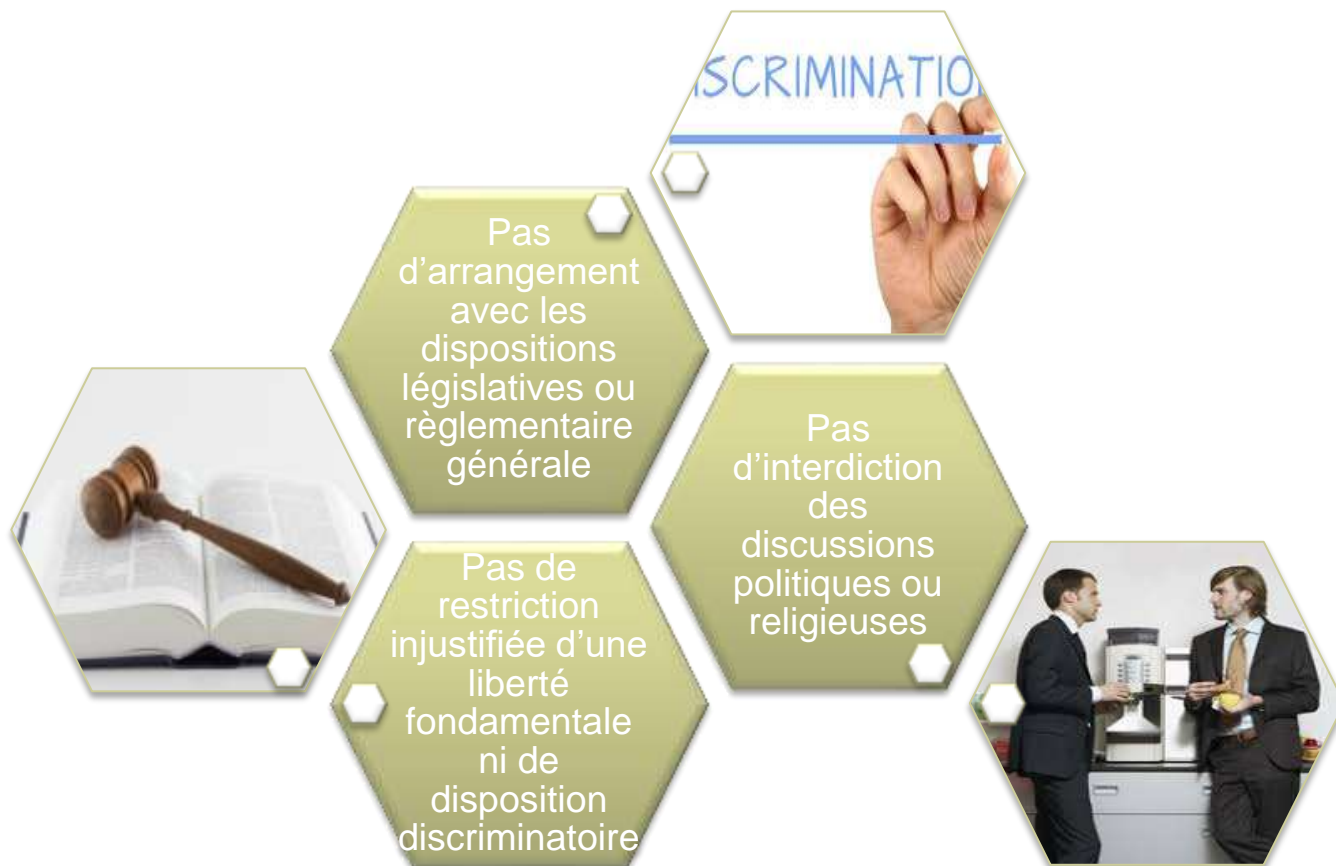 ISCRIMINATIO
Pas
d’arrangement
avec les
dispositions
législatives ou
règlementaire
générale
Pas
d’interdiction
des
discussions
politiques ou
religieuses
Pas de
restriction
injustifiée d’une
liberté
fondamentale
ni de
disposition
discriminatoire